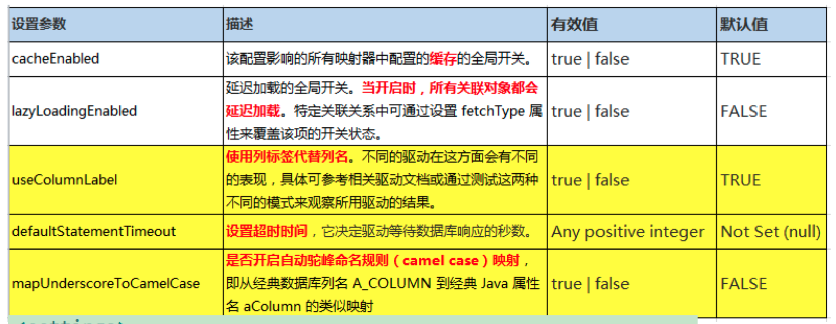 设置参数 描述 有效值 默认值
cacheEnabled 该配置影响的所有映射器中配置的缓存的全局开关。 true | false TRUE
延迟加载的全局开关。当开启时，所有关联对象都会
lazyLoadingEnabled 延迟加载。特定关联关系中可通过设置 fetchType 属 true | false FALSE
性来覆盖该项的开关状态。
使用列标签代替列名。不同的驱动在这方面会有不同
useColumnLabel 的表现，具体可参考相关驱动文档或通过测试这两种 true | false TRUE
不同的模式来观察所用驱动的结果。
defaultStatementTimeout 设置超时时间，它决定驱动等待数据库响应的秒数。 Any positive integer Not Set (null)
是否开启自动驼峰命名规则（camel case）映射，
mapUnderscoreToCamelCase 即从经典数据库列名 A_COLUMN 到经典 Java 属性 true | false FALSE
名 aColumn 的类似映射